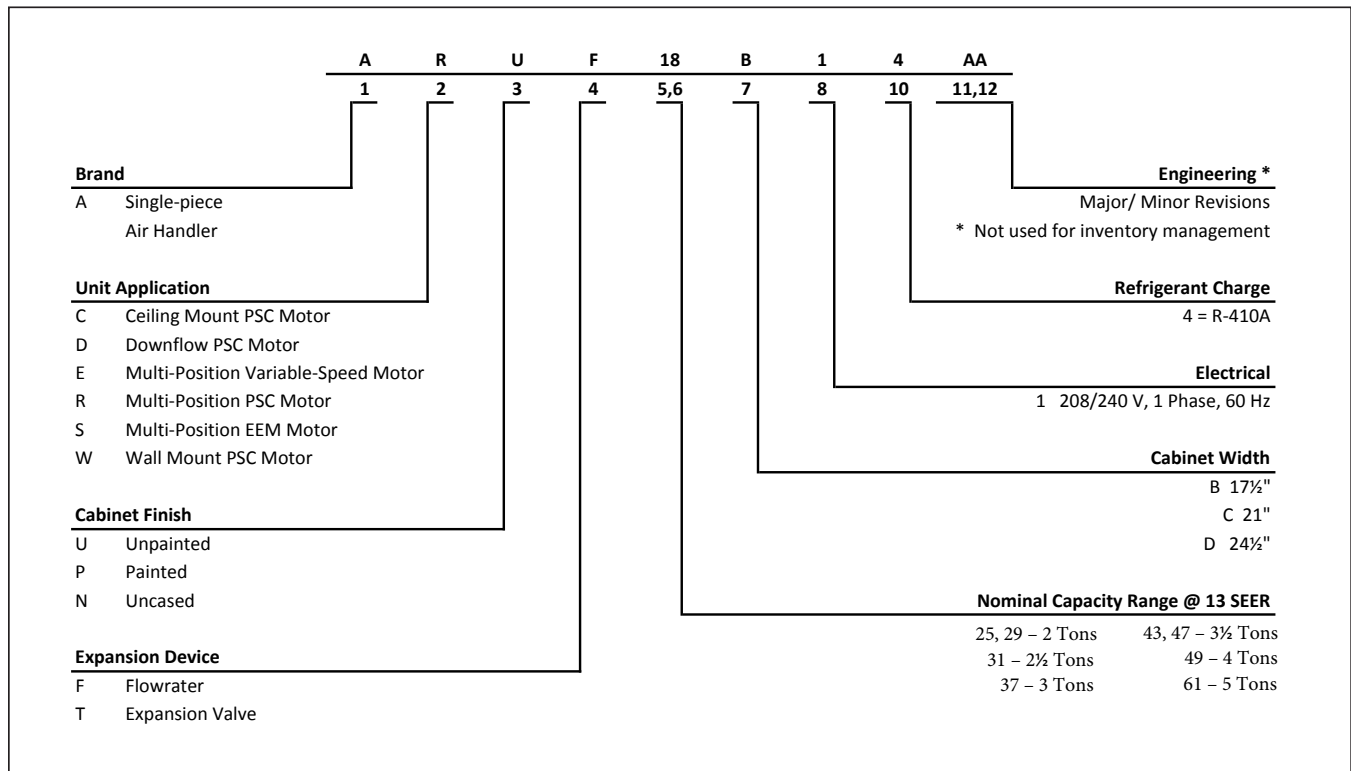 A R U F 18 B 1 4 AA
1 2 3 4 5,6 7 8 10 11,12
Brand
A Single-piece
Air Handler
Unit Application
C Ceiling Mount PSC Motor
D Downflow PSC Motor
E Multi-Position Variable-Speed Motor
R Multi-Position PSC Motor
S Multi-Position EEM Motor
W Wall Mount PSC Motor
Cabinet Finish
U Unpainted
P Painted
N Uncased
Expansion Device
F Flowrater
T Expansion Valve
Engineering *
Major/ Minor Revisions
* Not used for inventory management
Refrigerant Charge
4 = R-410A
Electrical
1 208/240 V, 1 Phase, 60 Hz
Cabinet Width
B 17½"
C 21"
D 24½"
Nominal Capacity Range @ 13 SEER
25, 29 – 2 Tons 43, 47 – 3½ Tons
31 – 2½ Tons 49 – 4 Tons
37 – 3 Tons 61 – 5 Tons